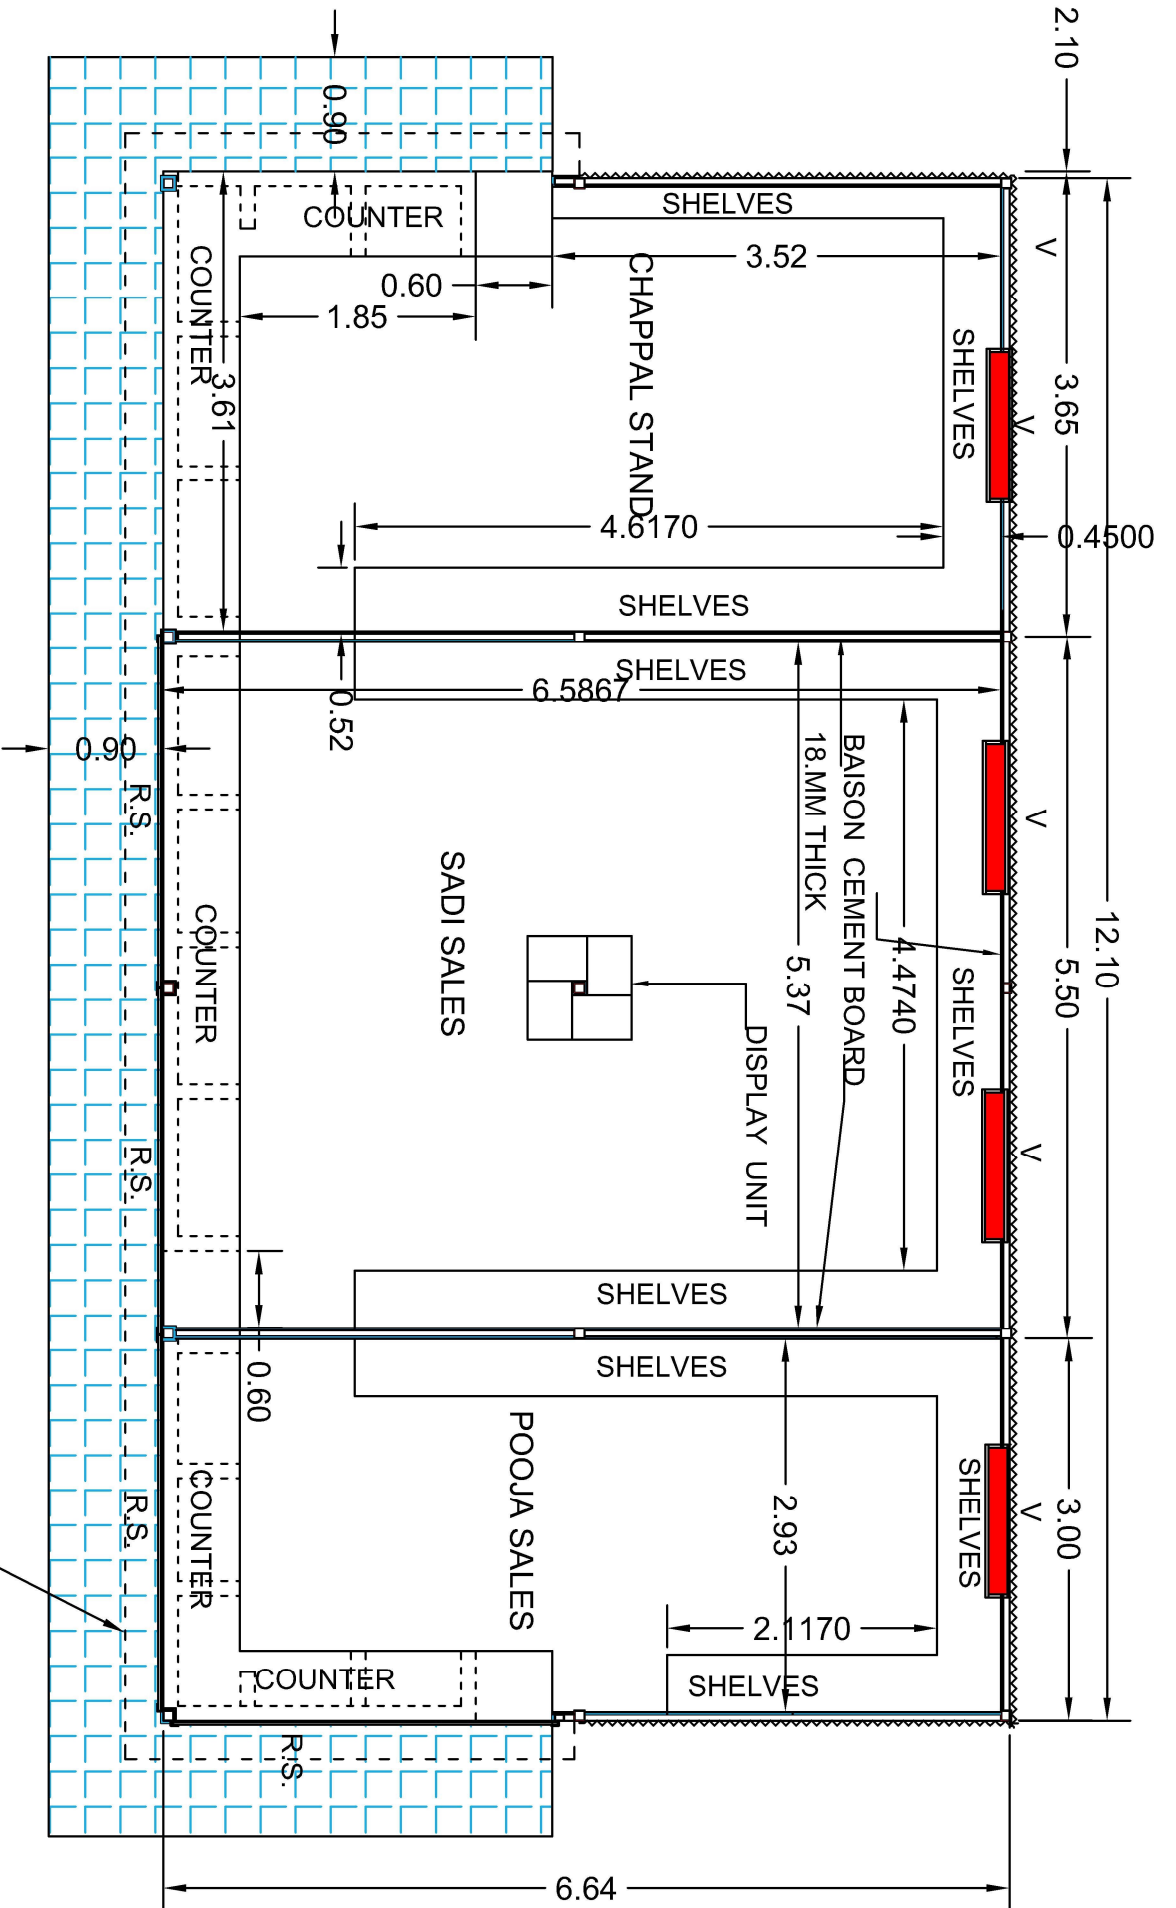 2.10
0.90
COUNTER
SHELVES
V
COUNTER
3.52
0.60
1.85
CHAPPAL STAND
SHELVES
3.61
3.65
V
4.6170
0.4500
SHELVES
SHELVES
6.5867
0.52
0.90
R.S.
BAISON CEMENT BOARD
18.MM THICK
V
SADI SALES
COUNTER
4.4740
5.37
5.50
12.10
SHELVES
DISPLAY UNIT
R.S.
V
SHELVES
SHELVES
0.60
POOJA SALES
COUNTER
R.S.
2.93
SHELVES
V
3.00
2.1170
COUNTER
SHELVES
R.S.
6.64